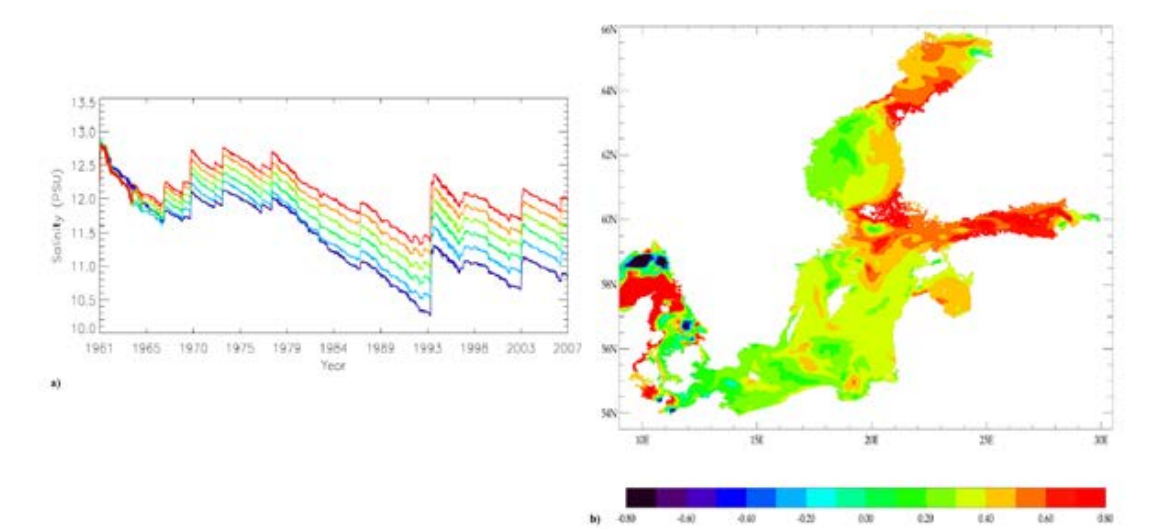 13.5
13.0
12.5
12.0
11.5
11.0
10.5
10.0
Salinity (PSU)
1961 1965 1970 1975 1979 1984 1989 1993 1998 2003 2007
Year
a)
66N
64N
62N
60N
58N
56N
54N
10E 15E 20E 25E 30E
b) -0.80 -0.60 -0.40 -0.20 0.00 0.20 0.40 0.60 0.80